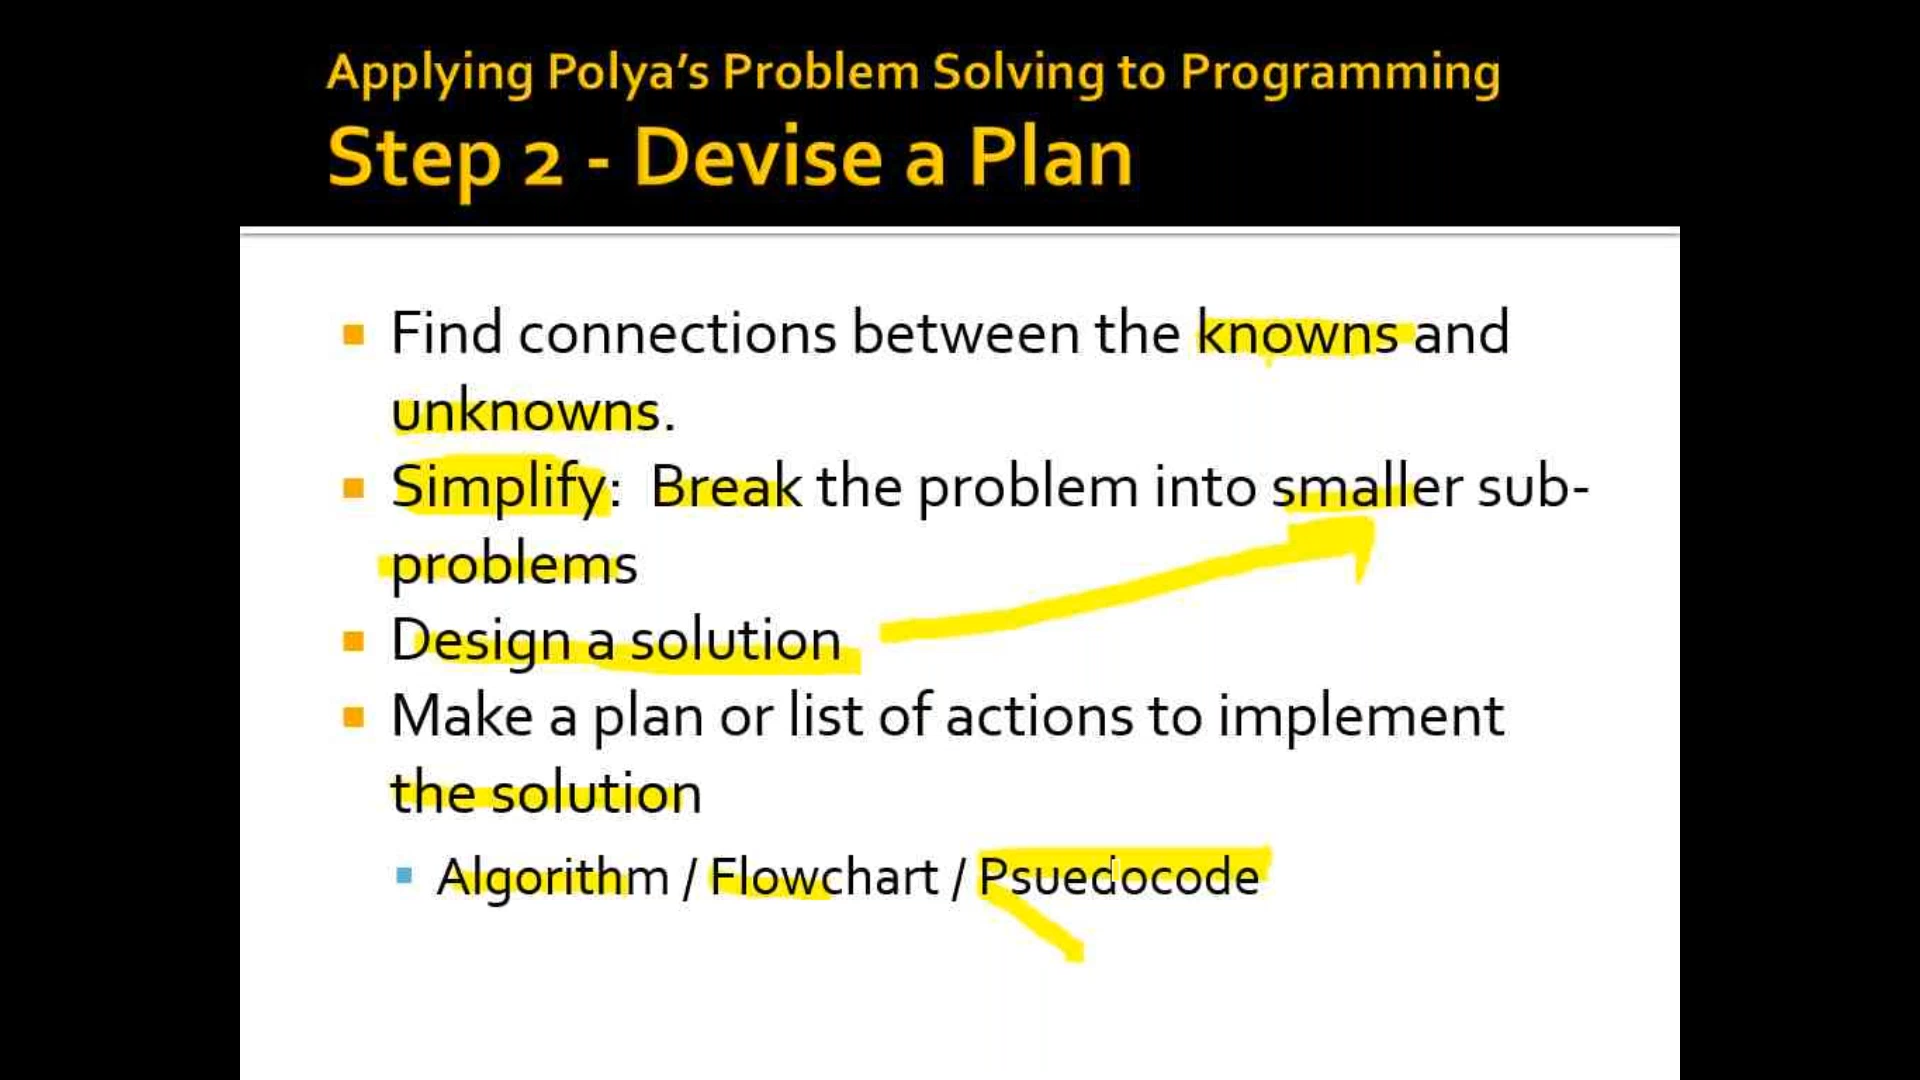 Applying Polya’s Problem Solving to Programming
Step 2 - Devise a Plan
Find connections between the knowns and
unknowns.
Simplify: Break the problem into smaller sub-
problems
Design a solution
Make a plan or list of actions to implement
the solution
Algorithm / Flowchart / Psuedocode